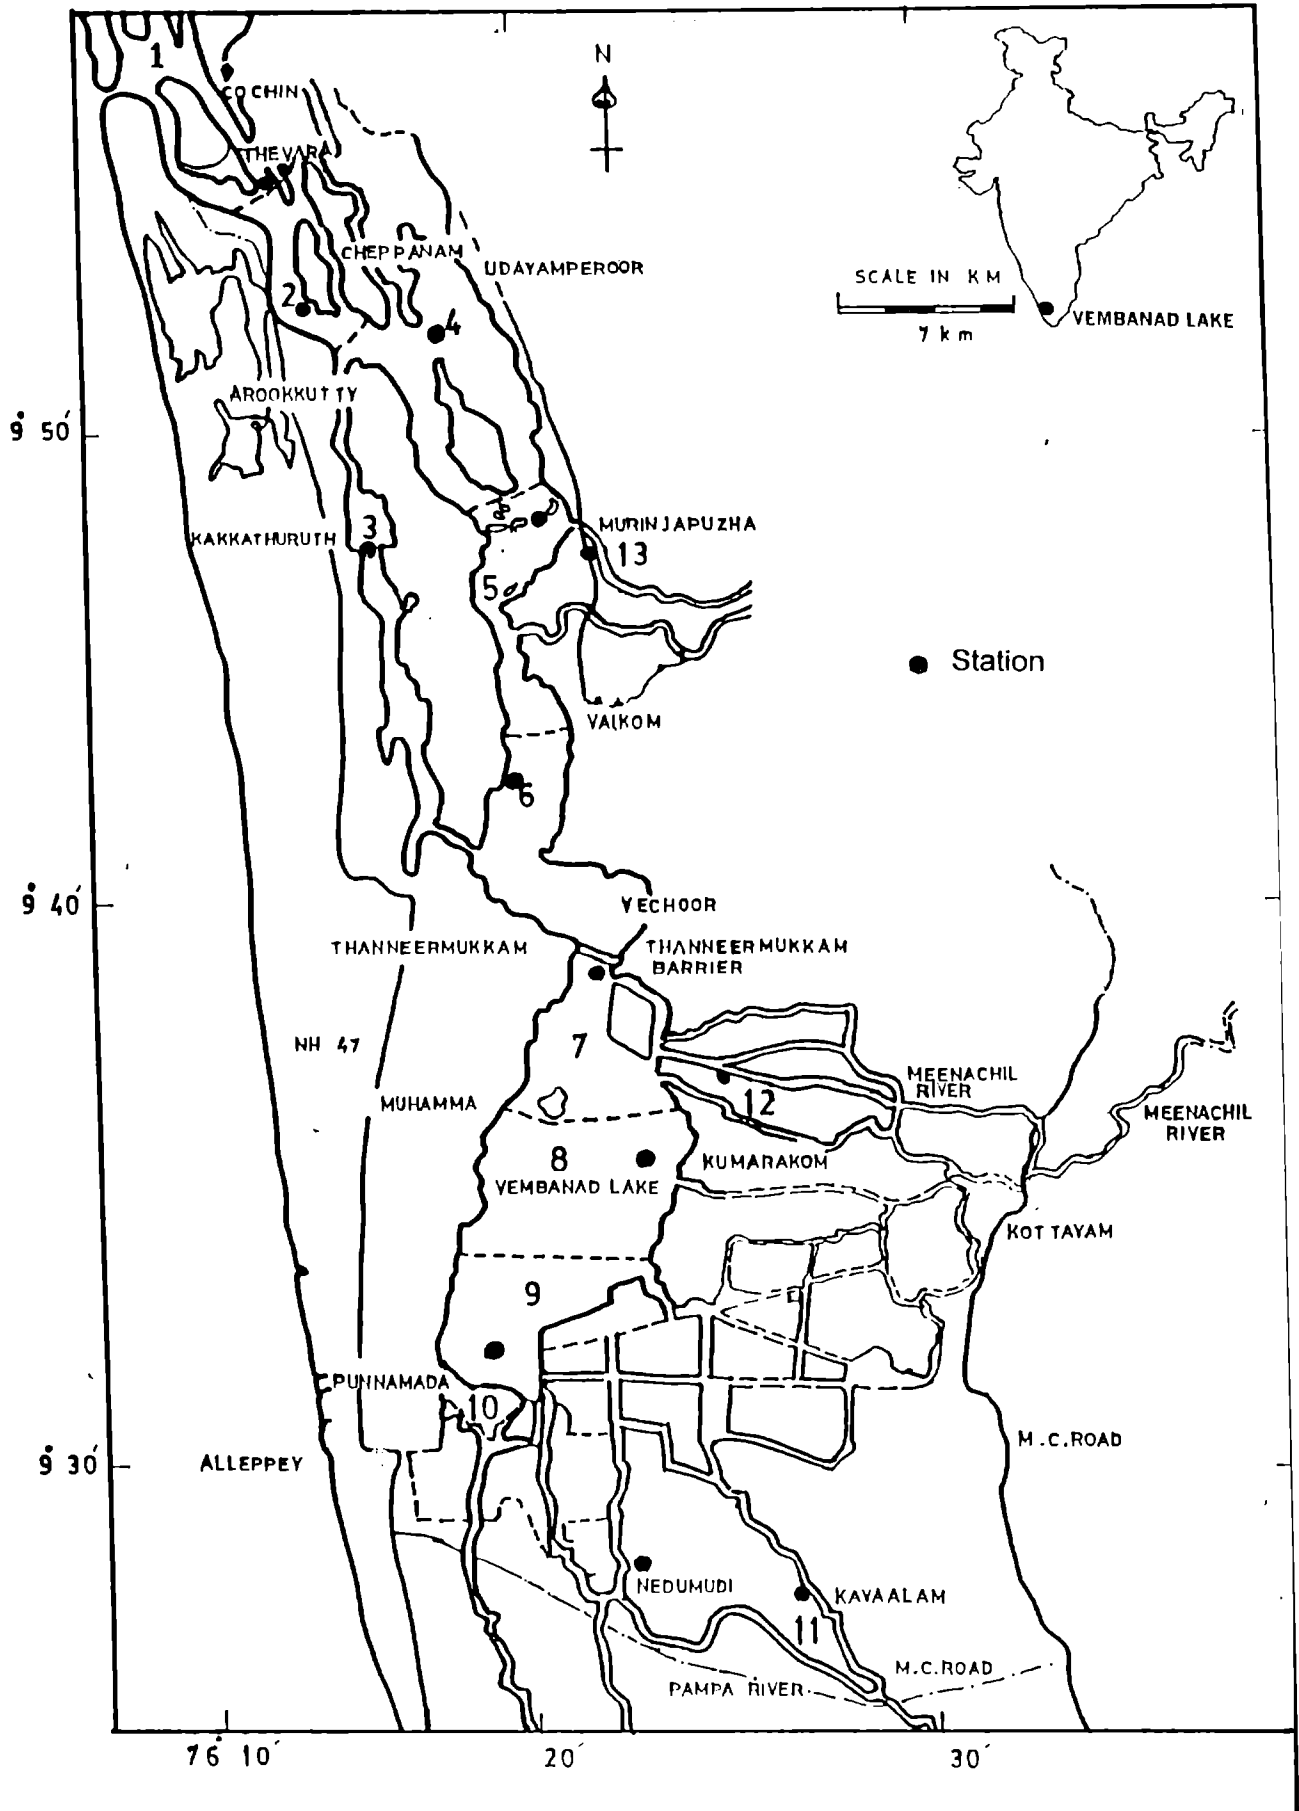 1
N
COCHIN
THEVARA
CHEPPANAM
UDAYAMPEROOR
SCALE IN KM
7 km
VEMBANAD LAKE
2
4
AROOKKUTTY
9° 50′
KAKKATHURUTH
3
MURINJAPUZHA
13
5
Station
VAIKOM
6
9° 40′
VECHOOR
THANNEERMUKKAM
THANNEERMUKKAM
BARRIER
NH 47
7
MUHAMMA
12
MEENACHIL
RIVER
MEENACHIL
RIVER
8
KUMARAKOM
VEMBANAD LAKE
KOTTAYAM
9
PUNNAMADA
10
M.C.ROAD
9° 30′
ALLEPPEY
NEDUMUDI
KAVAALAM
11
M.C.ROAD
PAMPA RIVER
76° 10′
20′
30′